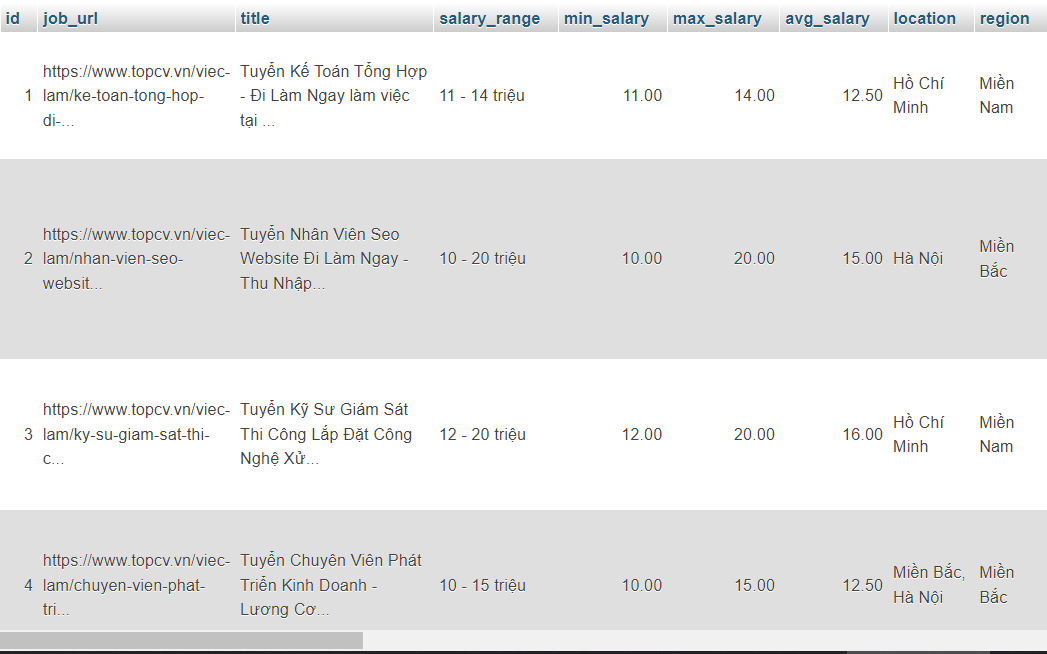 id job_url title salary_range min_salary max_salary avg_salary location region
https://www.topcv.vn/viec- Tuyển Kế Toán Tổng Hợp
1 lam/ke-toan-tong-hop- - Đi Làm Ngay làm việc 11 - 14 triệu 11.00 14.00 12.50 Hồ Chí Minh Miền Nam
di-... tại ...
https://www.topcv.vn/viec- Tuyển Nhân Viên Seo
2 lam/nhan-vien-seo- Website Đi Làm Ngay - 10 - 20 triệu 10.00 20.00 15.00 Hà Nội Miền Bắc
websit... Thu Nhập...
https://www.topcv.vn/viec- Tuyển Kỹ Sư Giám Sát
3 lam/ky-su-giam-sat-thi- Thi Công Lắp Đặt Công 12 - 20 triệu 12.00 20.00 16.00 Hồ Chí Minh Miền Nam
c... Nghệ Xử...
https://www.topcv.vn/viec- Tuyển Chuyên Viên Phát
4 lam/chuyen-vien-phat- Triển Kinh Doanh - 10 - 15 triệu 10.00 15.00 12.50 Miền Bắc, Hà Nội Miền Bắc
tri... Lương Cơ...